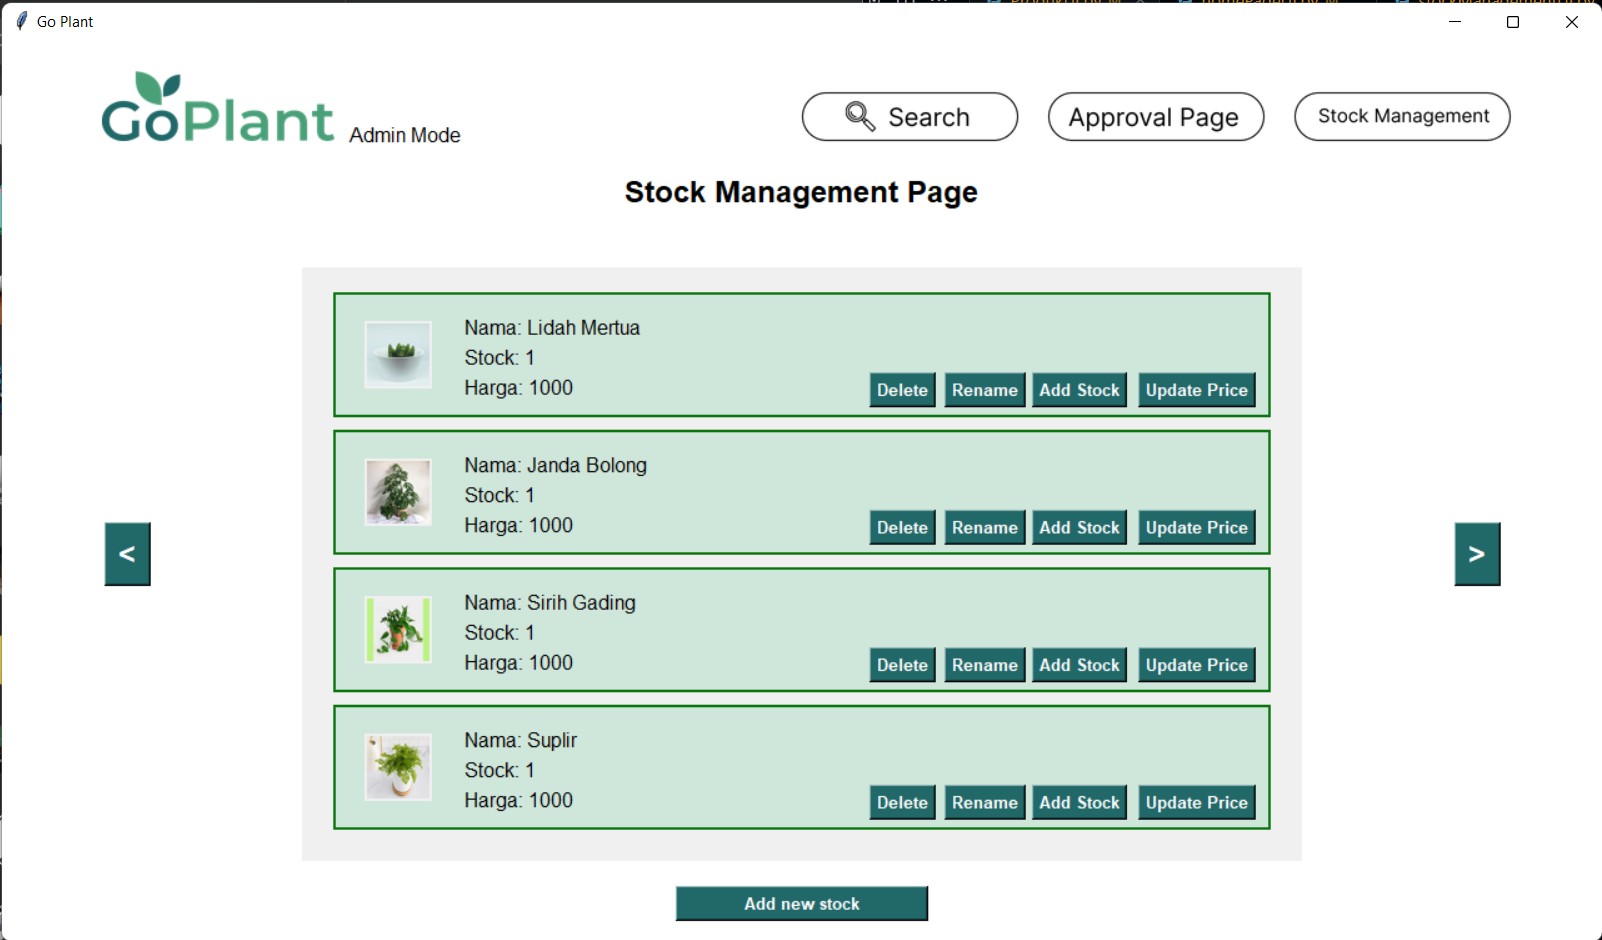 Go Plant
GoPlant
Admin Mode
Search
Approval Page
Stock Management
Stock Management Page
Nama: Lidah Mertua
Stock: 1
Harga: 1000
Delete Rename Add Stock Update Price
Nama: Janda Bolong
Stock: 1
Harga: 1000
Delete Rename Add Stock Update Price
<
>
Nama: Sirih Gading
Stock: 1
Harga: 1000
Delete Rename Add Stock Update Price
Nama: Suplir
Stock: 1
Harga: 1000
Delete Rename Add Stock Update Price
Add new stock